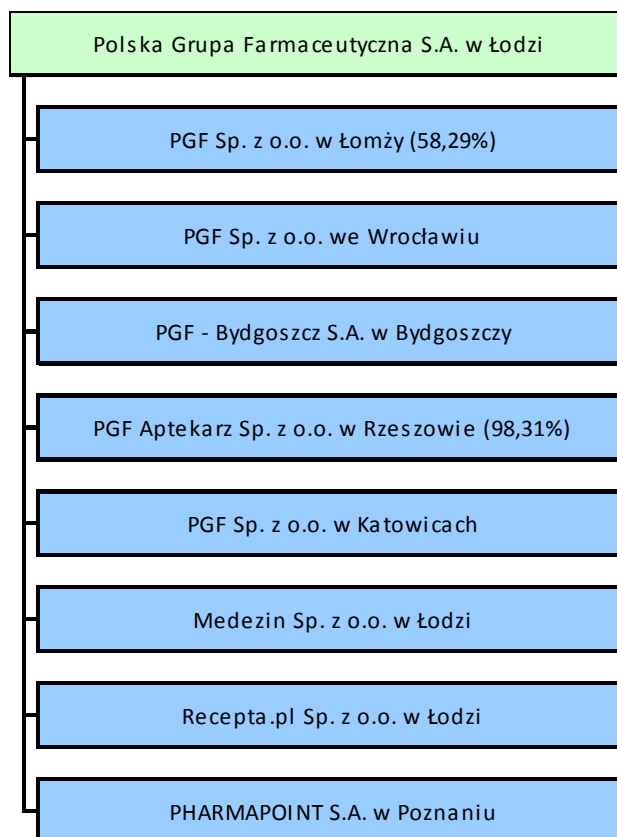 Polska Grupa Farmaceutyczna S.A. w Łodzi
PGF Sp. z o.o. w Łomży (58,29%)
PGF Sp. z o.o. we Wrocławiu
PGF - Bydgoszcz S.A. w Bydgoszczy
PGF Aptekarz Sp. z o.o. w Rzeszowie (98,31%)
PGF Sp. z o.o. w Katowicach
Medezin Sp. z o.o. w Łodzi
Recepta.pl Sp. z o.o. w Łodzi
PHARMAPOINT S.A. w Poznaniu